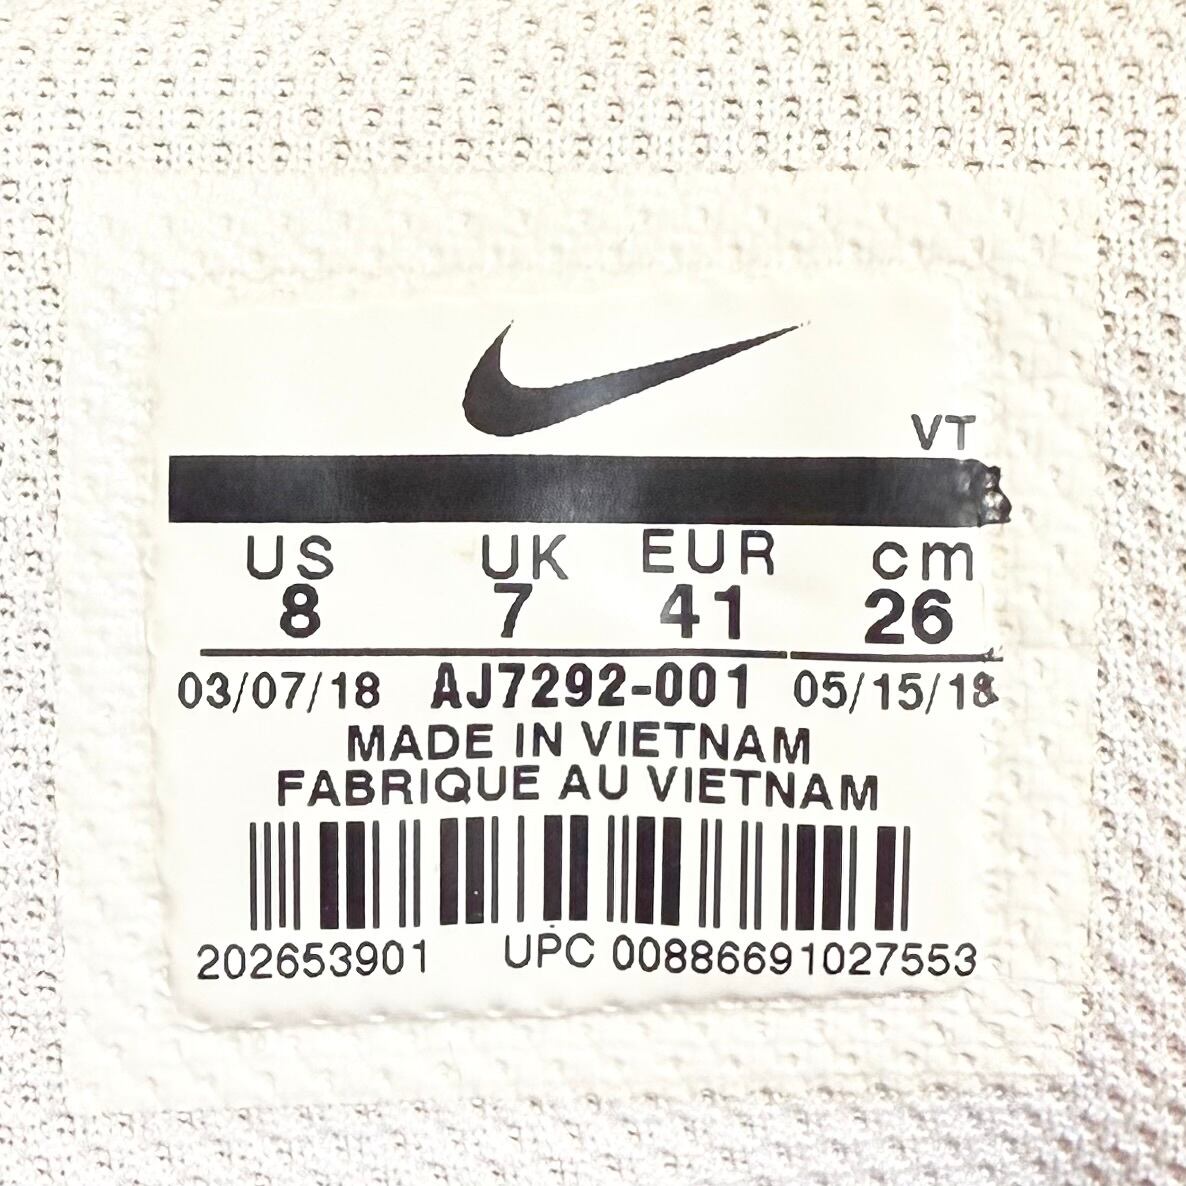 VT
US UK EUR cm
8 7 41 26
03/07/18 AJ7292-001 05/15/18
MADE IN VIETNAM
FABRIQUE AU VIETNAM
202653901 UPC 00886691027553